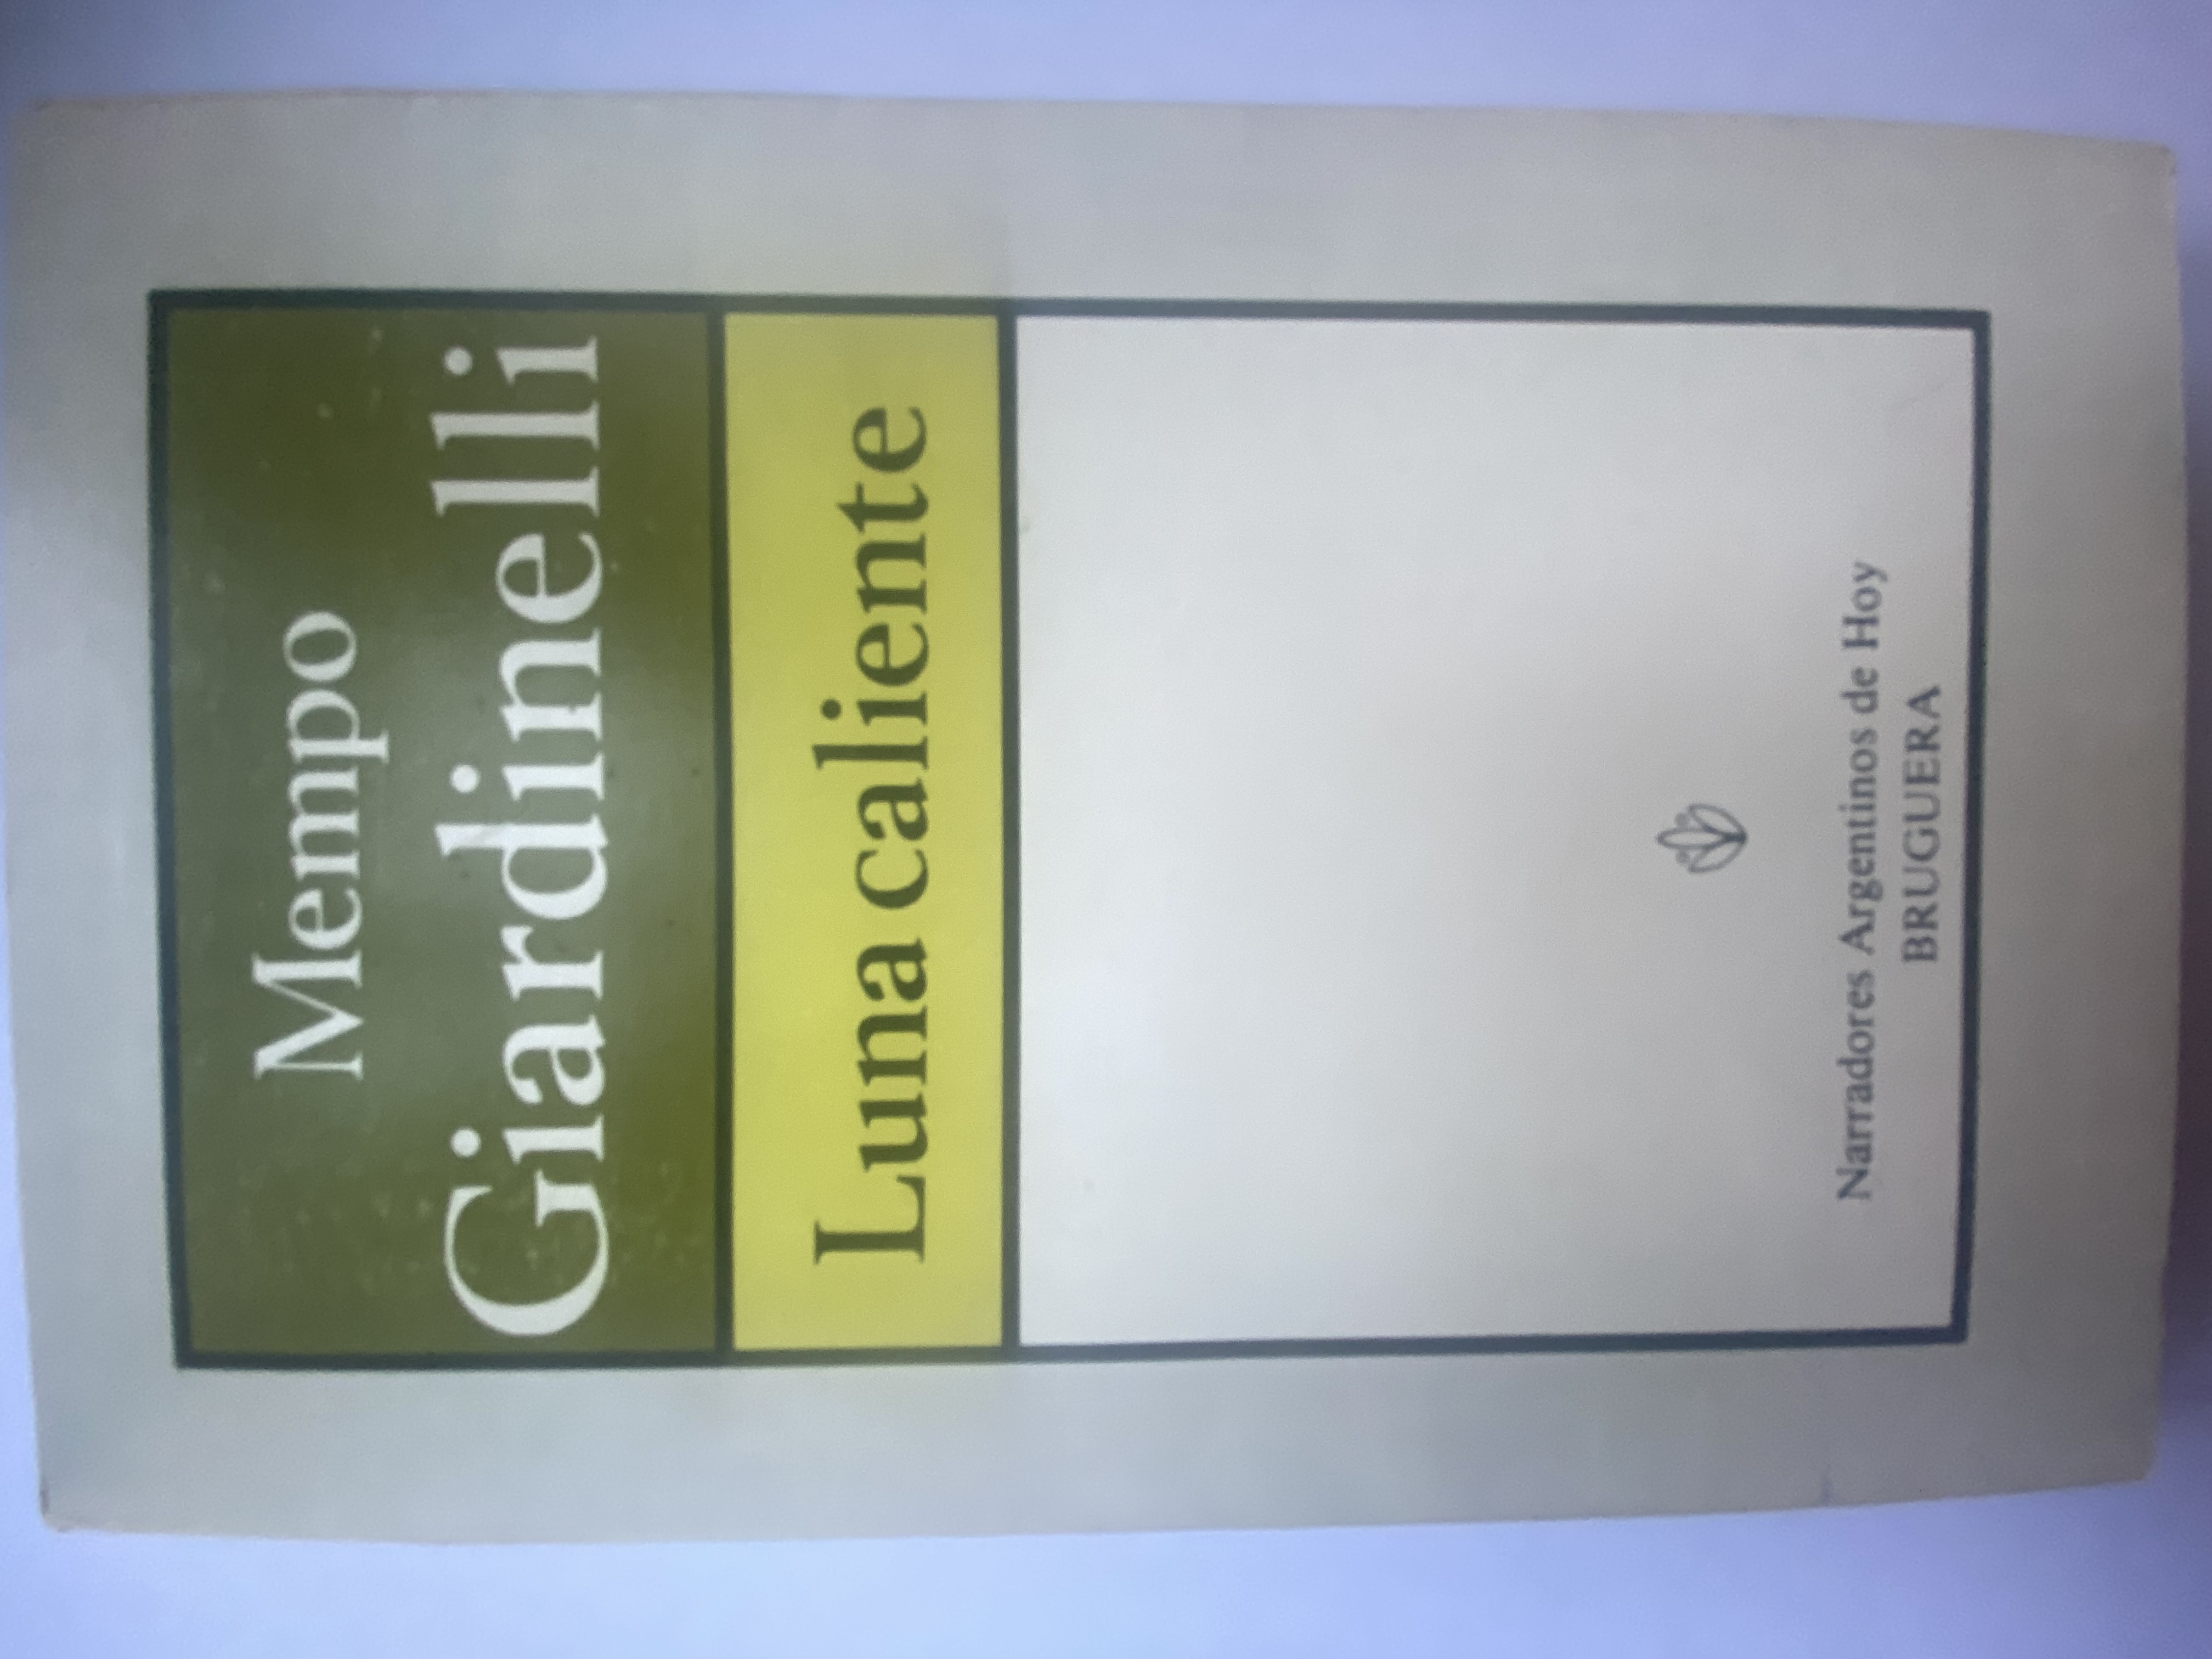 Mempo
Giardinelli
Luna caliente
Narradores Argentinos de Hoy
BRUGUERA